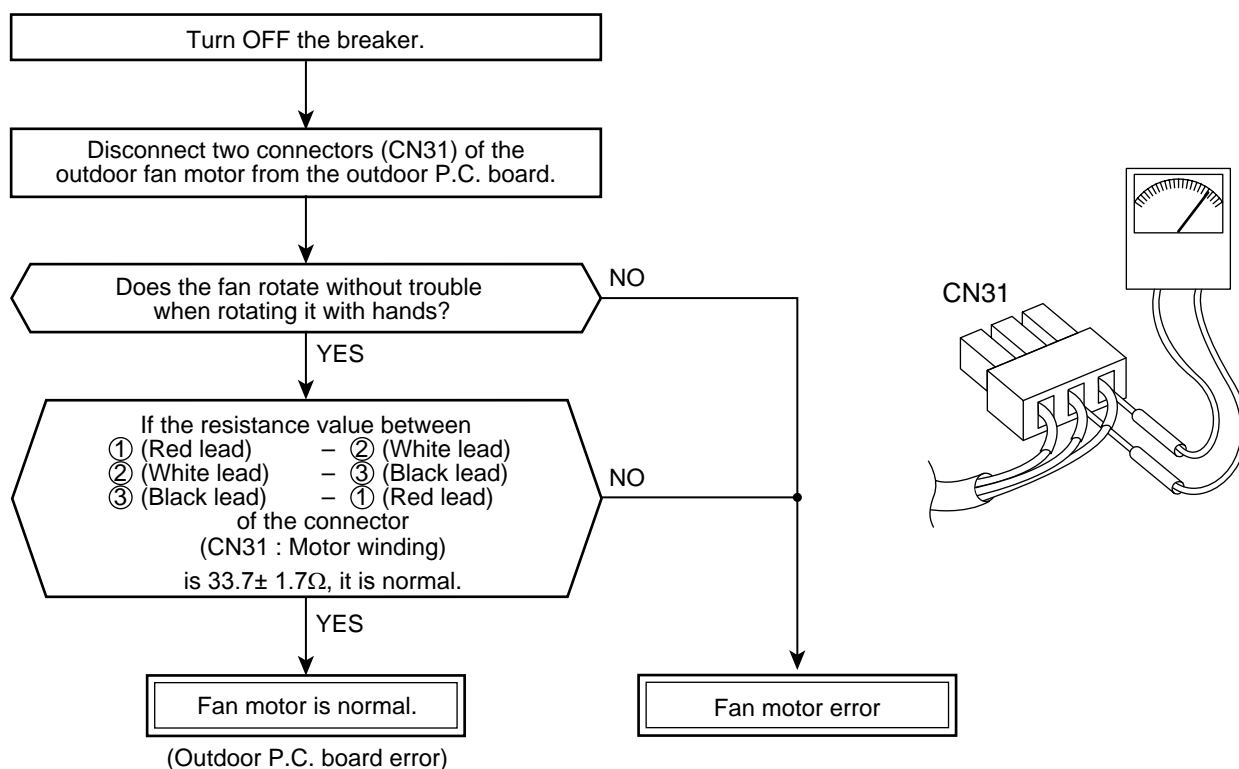 Turn OFF the breaker.
Disconnect two connectors (CN31) of the
outdoor fan motor from the outdoor P.C. board.
Does the fan rotate without trouble
when rotating it with hands?
NO
YES
If the resistance value between
① (Red lead) – ② (White lead)
② (White lead) – ③ (Black lead)
③ (Black lead) – ① (Red lead)
of the connector
(CN31 : Motor winding)
is 33.7± 1.7Ω, it is normal.
NO
YES
Fan motor is normal.
(Outdoor P.C. board error)
Fan motor error
CN31